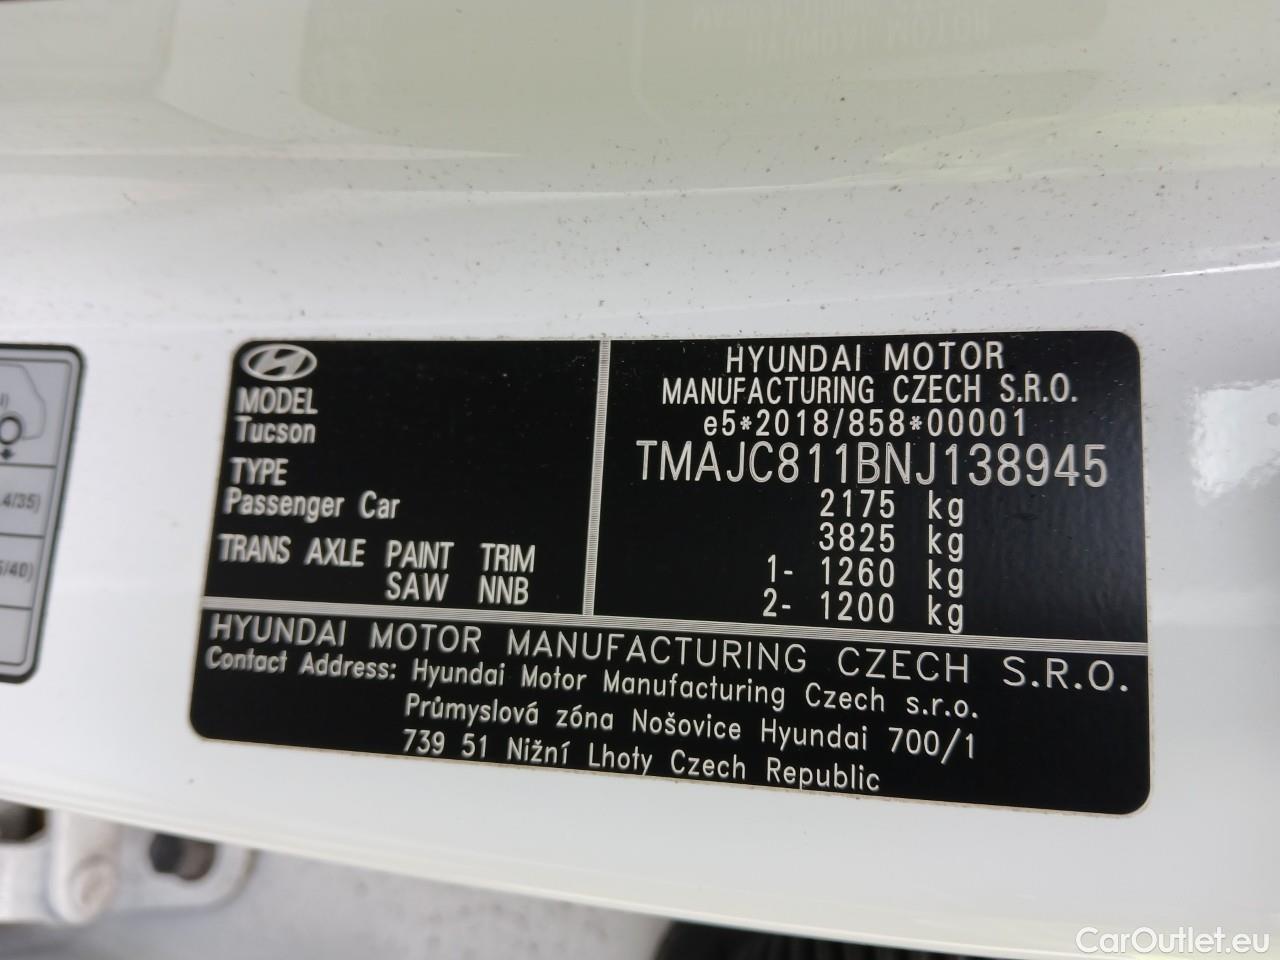 MODEL
Tucson
TYPE
Passenger Car
TRANS AXLE PAINT TRIM
SAW NNB
HYUNDAI MOTOR
MANUFACTURING CZECH S.R.O.
e5*2018/858*00001
TMAJC811BNJ138945
2175 kg
3825 kg
1- 1260 kg
2- 1200 kg
HYUNDAI MOTOR MANUFACTURING CZECH S.R.O.
Contact Address: Hyundai Motor Manufacturing Czech s.r.o.
Průmyslová zóna Nošovice Hyundai 700/1
739 51 Nižní Lhoty Czech Republic
CarOutlet.eu